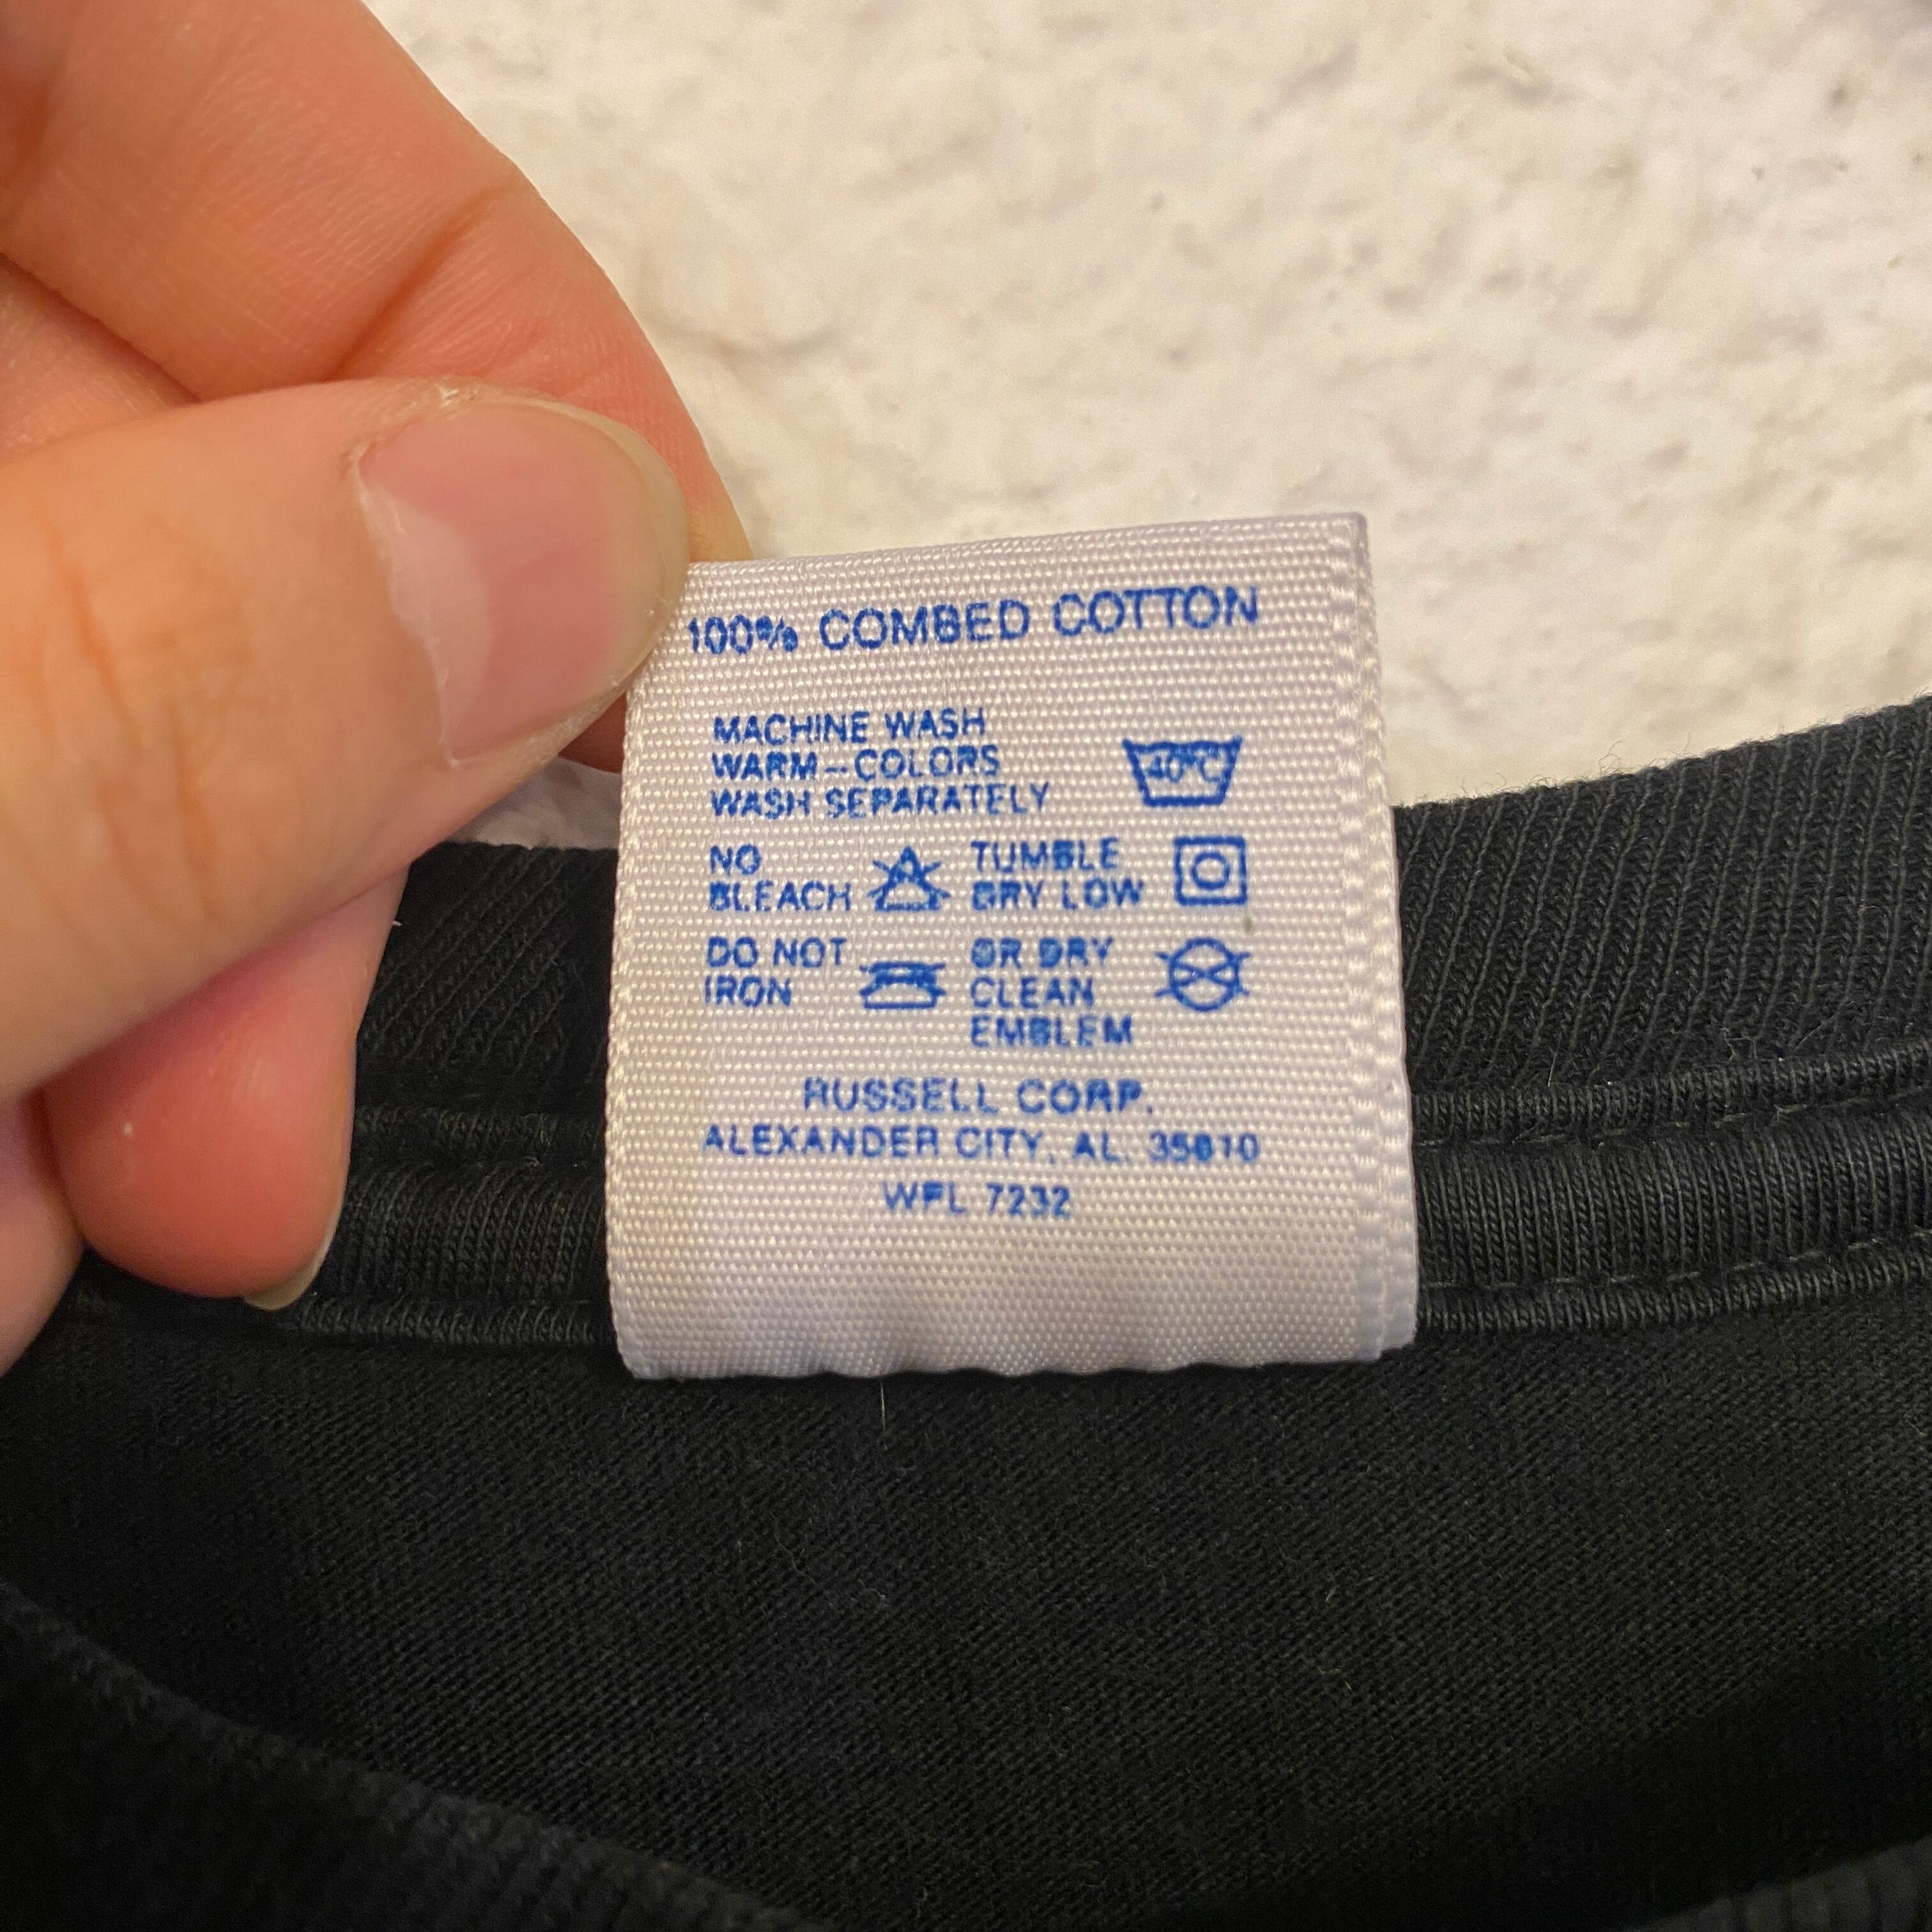 100% COMBED COTTON
MACHINE WASH
WARM-COLORS
WASH SEPARATELY
40°C
NO
BLEACH
TUMBLE
DRY LOW
DO NOT
IRON
OR DRY
CLEAN
EMBLEM
RUSSELL CORP.
ALEXANDER CITY, AL. 35010
WPL 7232